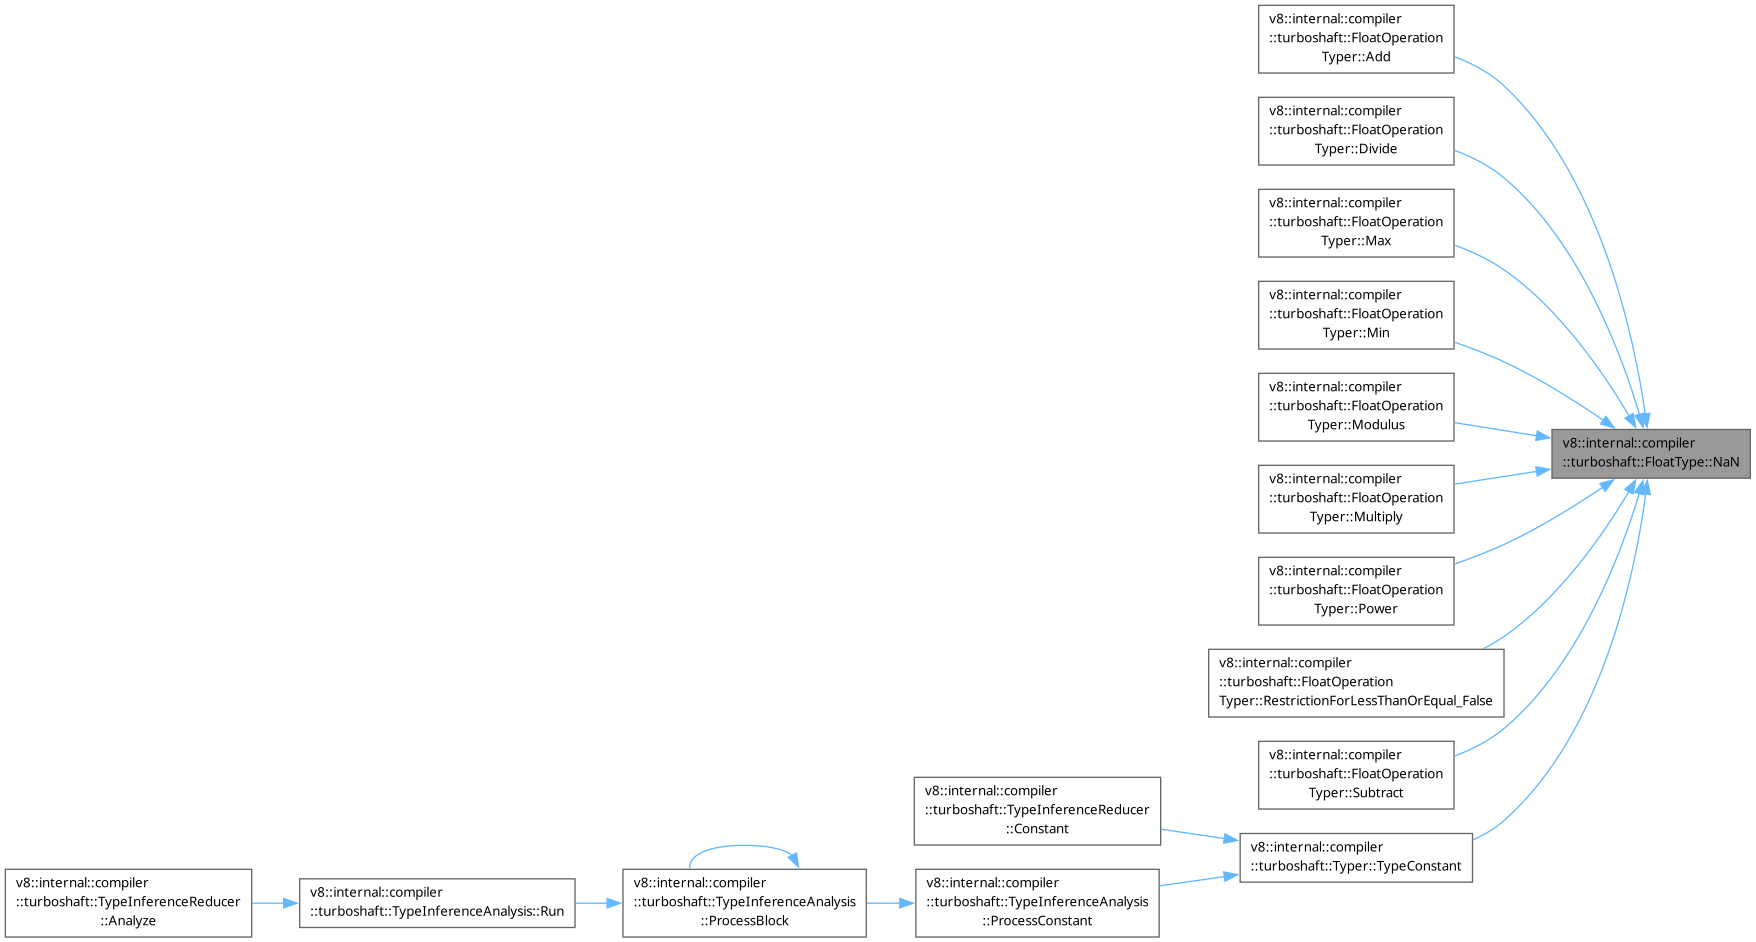 v8::internal::compiler
::turboshaft::FloatOperation
Typer::Add
v8::internal::compiler
::turboshaft::FloatOperation
Typer::Divide
v8::internal::compiler
::turboshaft::FloatOperation
Typer::Max
v8::internal::compiler
::turboshaft::FloatOperation
Typer::Min
v8::internal::compiler
::turboshaft::FloatOperation
Typer::Modulus
v8::internal::compiler
::turboshaft::FloatType::NaN
v8::internal::compiler
::turboshaft::FloatOperation
Typer::Multiply
v8::internal::compiler
::turboshaft::FloatOperation
Typer::Power
v8::internal::compiler
::turboshaft::FloatOperation
Typer::RestrictionForLessThanOrEqual_False
v8::internal::compiler
::turboshaft::FloatOperation
Typer::Subtract
v8::internal::compiler
::turboshaft::TypeInferenceReducer
::Constant
v8::internal::compiler
::turboshaft::Typer::TypeConstant
v8::internal::compiler
::turboshaft::TypeInferenceReducer
::Analyze
v8::internal::compiler
::turboshaft::TypeInferenceAnalysis::Run
v8::internal::compiler
::turboshaft::TypeInferenceAnalysis
::ProcessBlock
v8::internal::compiler
::turboshaft::TypeInferenceAnalysis
::ProcessConstant